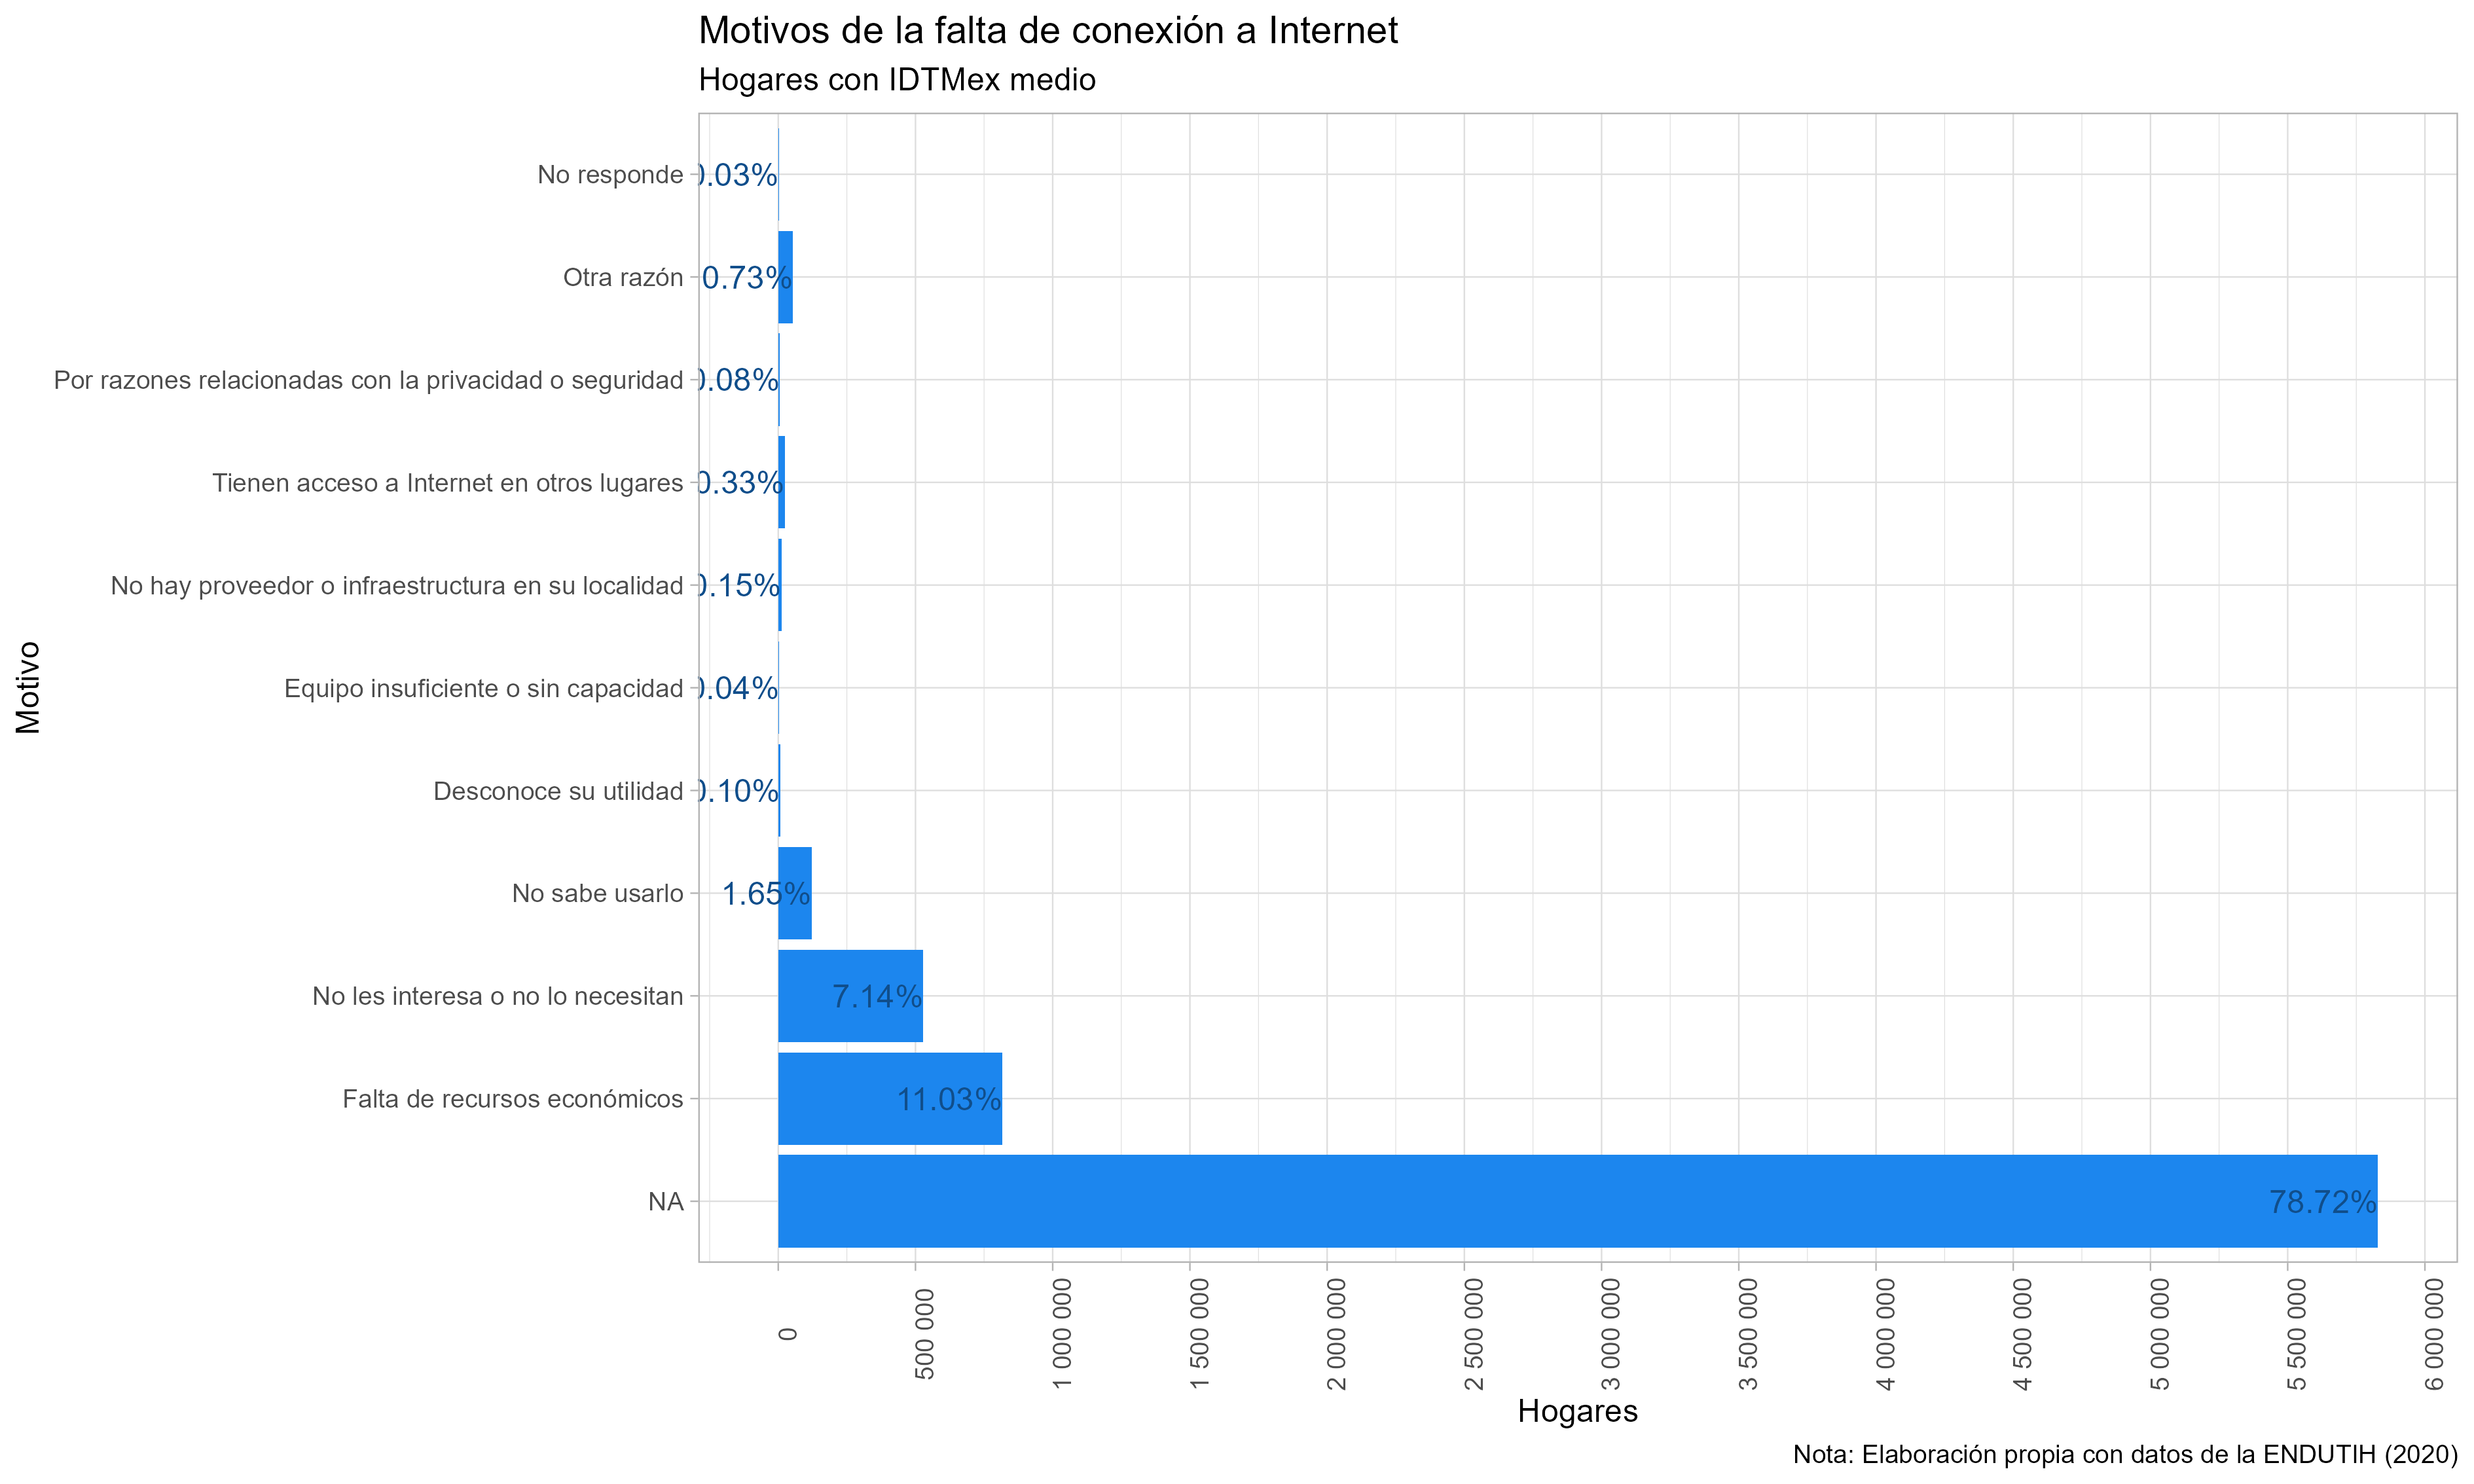 Motivos de la falta de conexión a Internet
Hogares con IDTMex medio
Motivo
No responde
0.03%
Otra razón
0.73%
Por razones relacionadas con la privacidad o seguridad
0.08%
Tienen acceso a Internet en otros lugares
0.33%
No hay proveedor o infraestructura en su localidad
0.15%
Equipo insuficiente o sin capacidad
0.04%
Desconoce su utilidad
0.10%
No sabe usarlo
1.65%
No les interesa o no lo necesitan
7.14%
Falta de recursos económicos
11.03%
NA
78.72%
0
500 000
1 000 000
1 500 000
2 000 000
2 500 000
3 000 000
3 500 000
4 000 000
4 500 000
5 000 000
5 500 000
6 000 000
Hogares
Nota: Elaboración propia con datos de la ENDUTIH (2020)